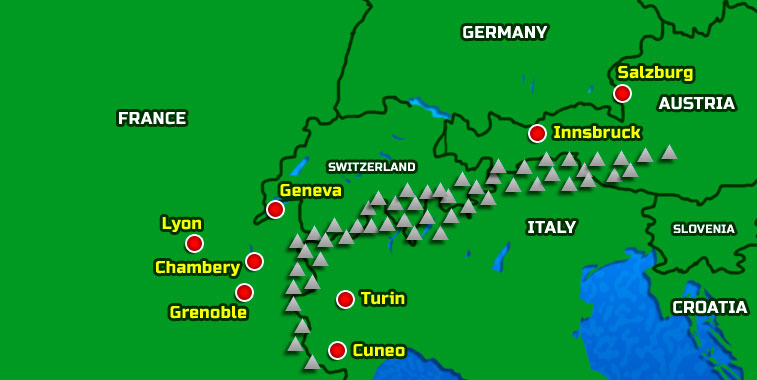 GERMANY
Salzburg
AUSTRIA
FRANCE
Innsbruck
SWITZERLAND
Geneva
Lyon
ITALY
SLOVENIA
Chambery
Turin
CROATIA
Grenoble
Cuneo